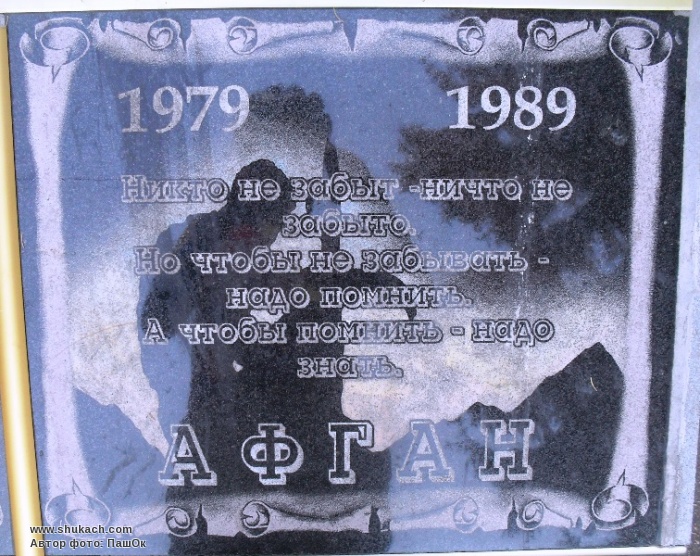 1979 1989
Никто не забыт -ничто не
забыто.
Но чтобы не забывать -
надо помнить.
А чтобы помнить - надо
знать.
АФГАН
www.shukach.com
Автор фото: ПашОк